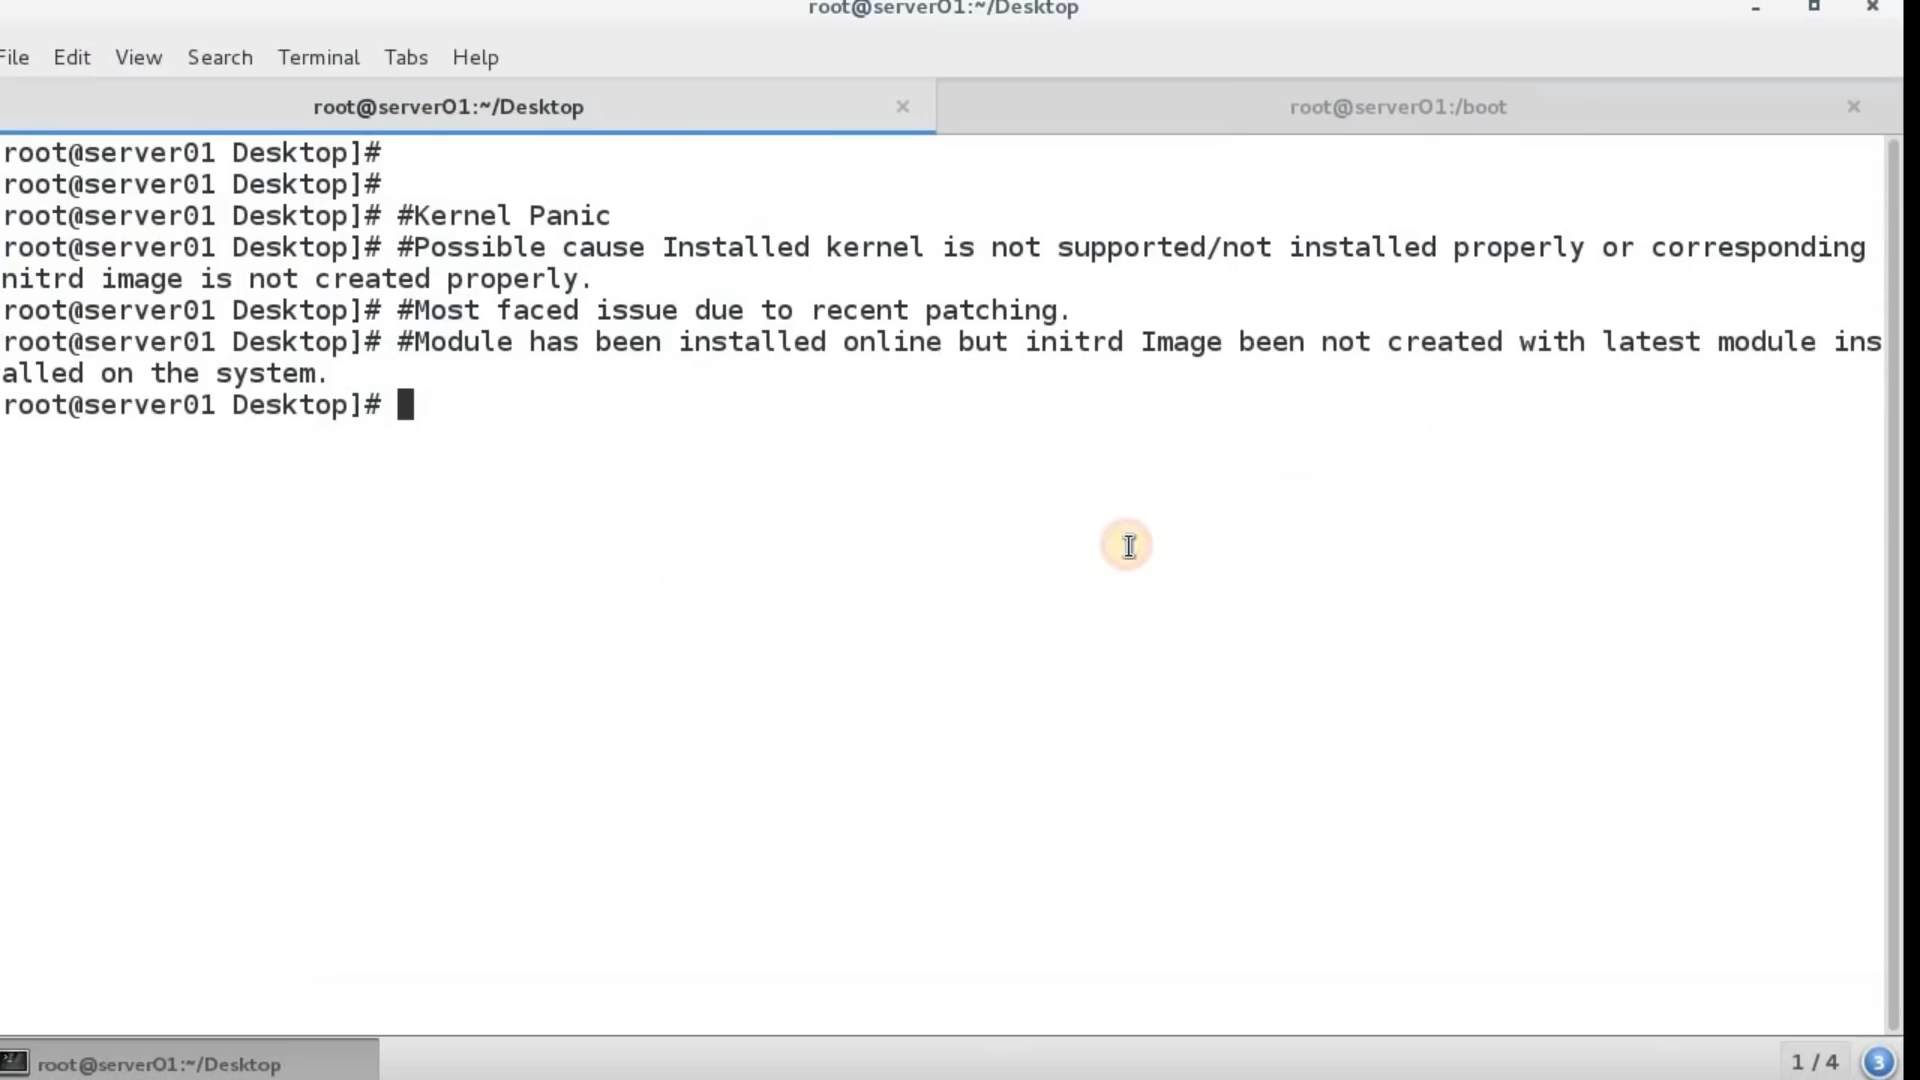 root@server01:~/Desktop
File Edit View Search Terminal Tabs Help
root@server01:~/Desktop
root@server01:/boot
root@server01 Desktop]#
root@server01 Desktop]#
root@server01 Desktop]# #Kernel Panic
root@server01 Desktop]# #Possible cause Installed kernel is not supported/not installed properly or corresponding
nitrd image is not created properly.
root@server01 Desktop]# #Most faced issue due to recent patching.
root@server01 Desktop]# #Module has been installed online but initrd Image been not created with latest module ins
alled on the system.
root@server01 Desktop]#
root@server01:~/Desktop
1 / 4
3